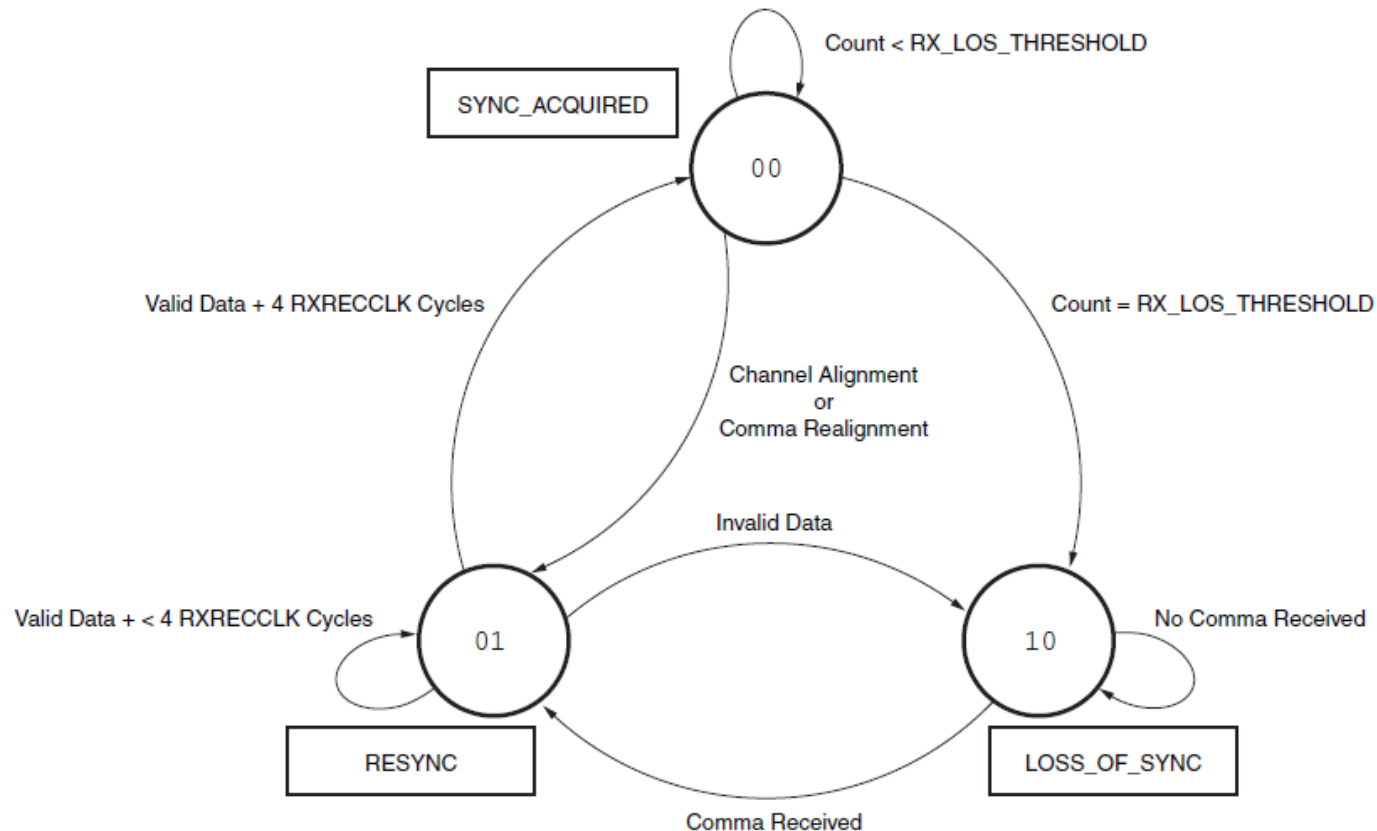 Count < RX_LOS_THRESHOLD
SYNC_ACQUIRED
00
Valid Data + 4 RXRECCLK Cycles
Count = RX_LOS_THRESHOLD
Channel Alignment
or
Comma Realignment
Invalid Data
Valid Data + < 4 RXRECCLK Cycles
01
10
No Comma Received
RESYNC
LOSS_OF_SYNC
Comma Received